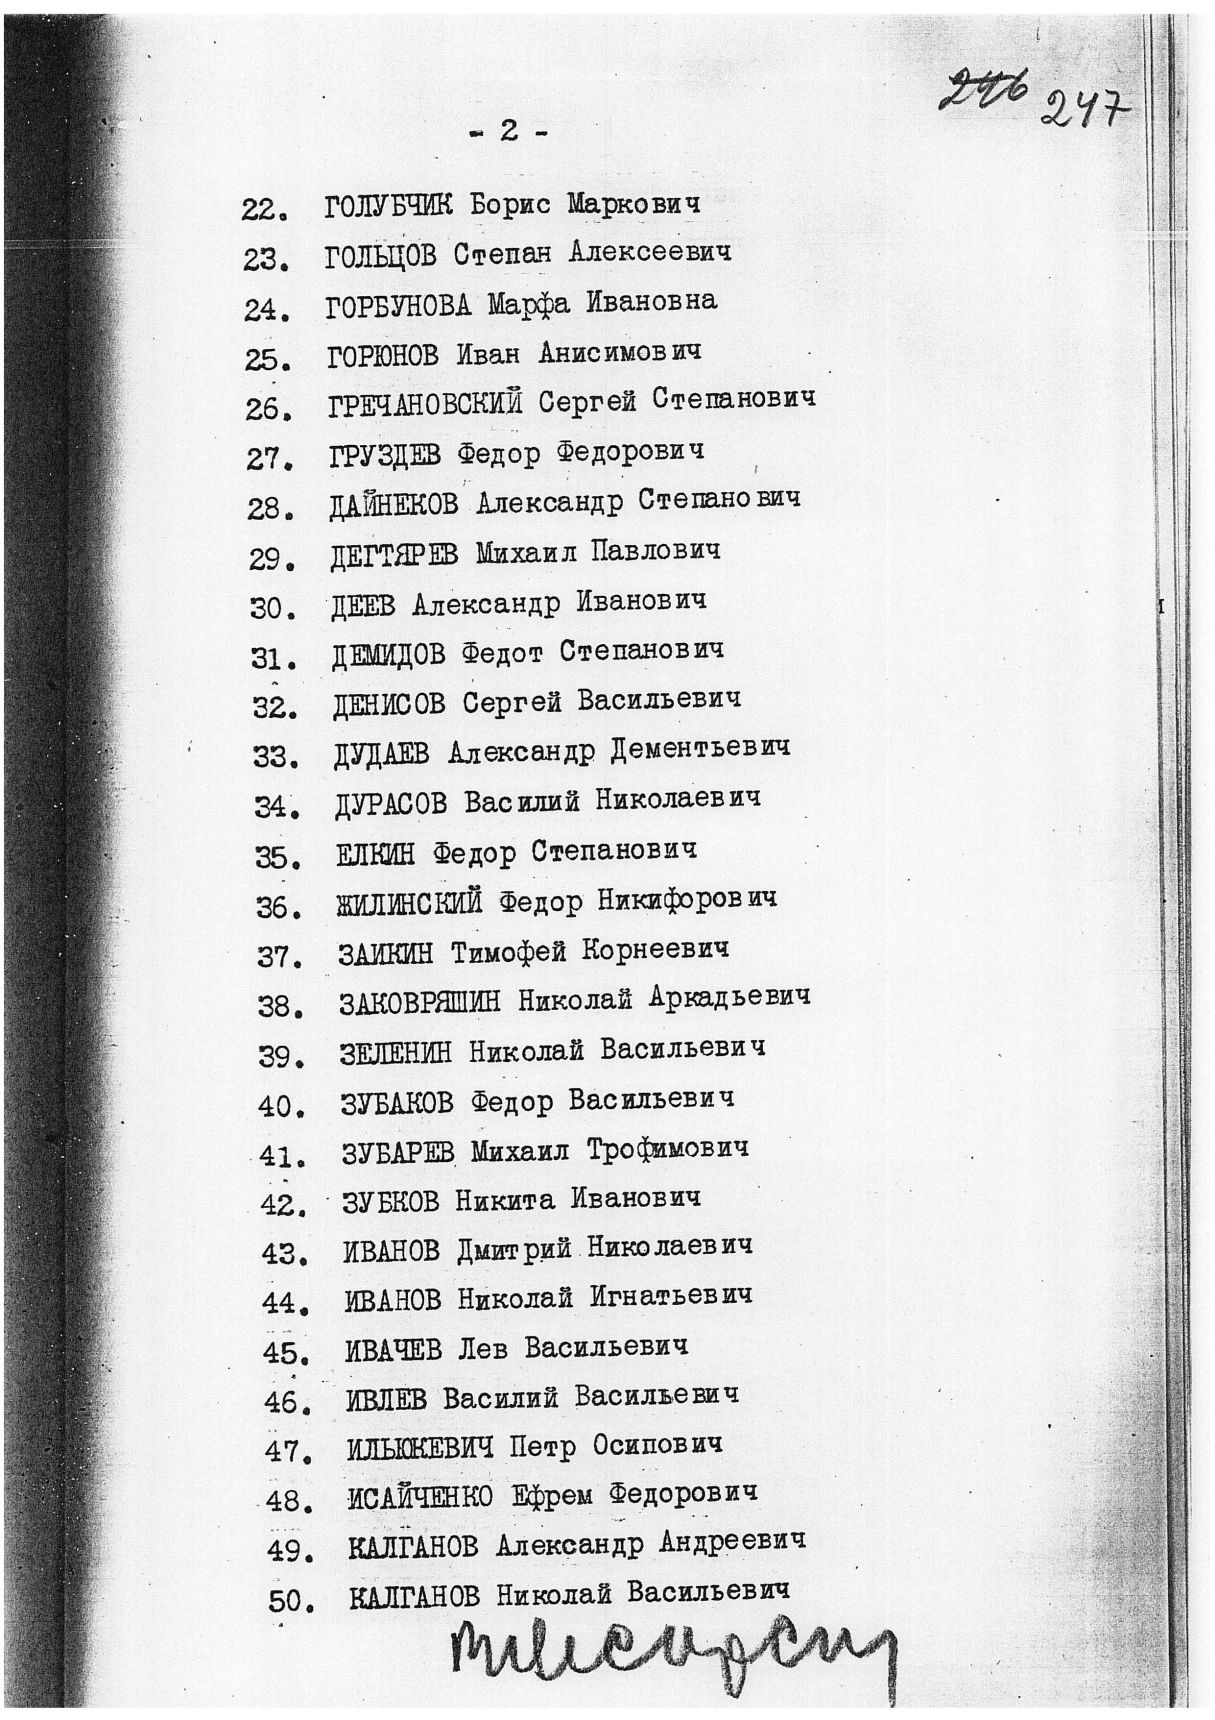 246 247
- 2 -
22. ГОЛУБЧИК Борис Маркович
23. ГОЛЬЦОВ Степан Алексеевич
24. ГОРБУНОВА Марфа Ивановна
25. ГОРЮНОВ Иван Анисимович
26. ГРЕЧАНОВСКИЙ Сергей Степанович
27. ГРУЗДЕВ Федор Федорович
28. ДАЙНЕКОВ Александр Степанович
29. ДЕГТЯРЕВ Михаил Павлович
30. ДЕЕВ Александр Иванович
31. ДЕМИДОВ Федот Степанович
32. ДЕНИСОВ Сергей Васильевич
33. ДУДАЕВ Александр Дементьевич
34. ДУРАСОВ Василий Николаевич
35. ЕЛКИН Федор Степанович
36. ЖИЛИНСКИЙ Федор Никифорович
37. ЗАИКИН Тимофей Корнеевич
38. ЗАКОВРЯШИН Николай Аркадьевич
39. ЗЕЛЕНИН Николай Васильевич
40. ЗУБАКОВ Федор Васильевич
41. ЗУБАРЕВ Михаил Трофимович
42. ЗУБКОВ Никита Иванович
43. ИВАНОВ Дмитрий Николаевич
44. ИВАНОВ Николай Игнатьевич
45. ИВАЧЕВ Лев Васильевич
46. ИВЛЕВ Василий Васильевич
47. ИЛЬЮКЕВИЧ Петр Осипович
48. ИСАЙЧЕНКО Ефрем Федорович
49. КАЛГАНОВ Александр Андреевич
50. КАЛГАНОВ Николай Васильевич